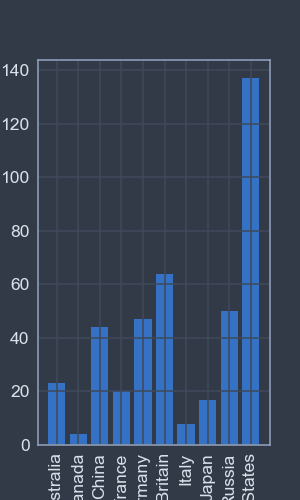 140
120
100
80
60
40
20
0
stralia
anada
China
rance
rmany
Britain
Italy
Japan
Russia
States